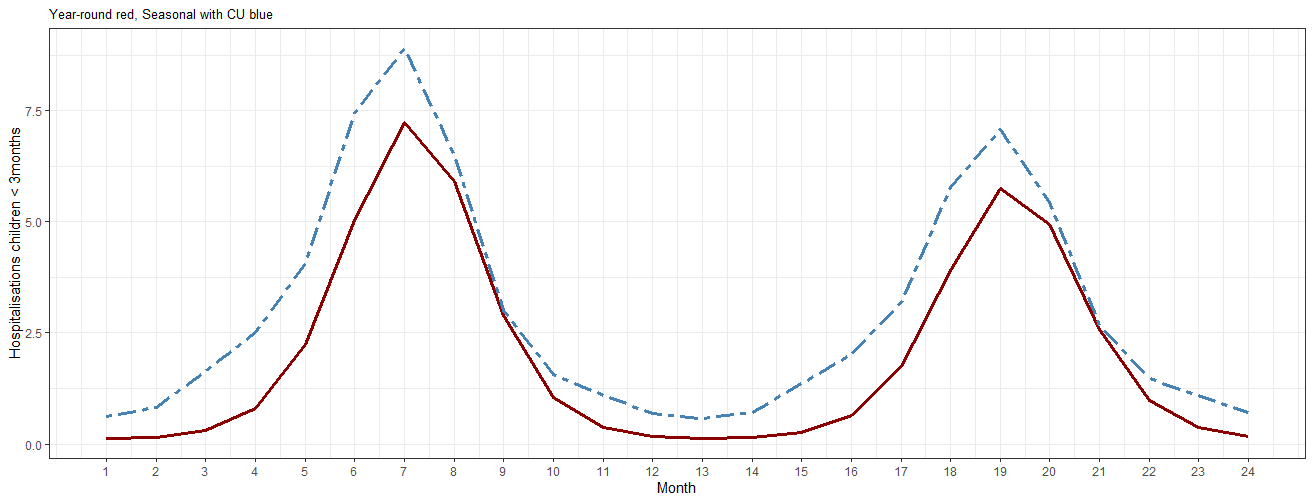 Year-round red, Seasonal with CU blue
Hospitalisations children < 3months
7.5
5.0
2.5
0.0
1 2 3 4 5 6 7 8 9 10 11 12 13 14 15 16 17 18 19 20 21 22 23 24
Month